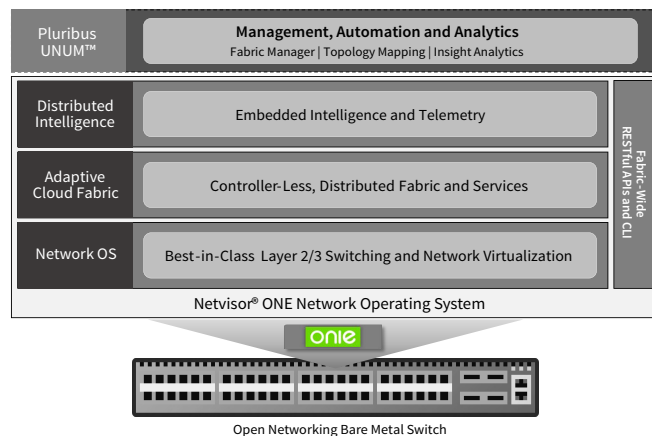 Pluribus
UNUM™
Management, Automation and Analytics
Fabric Manager | Topology Mapping | Insight Analytics
Distributed
Intelligence
Embedded Intelligence and Telemetry
Adaptive
Cloud Fabric
Controller-Less, Distributed Fabric and Services
Network OS
Best-in-Class Layer 2/3 Switching and Network Virtualization
Fabric-Wide
RESTful APIs and CLI
Netvisor® ONE Network Operating System
onie
Open Networking Bare Metal Switch